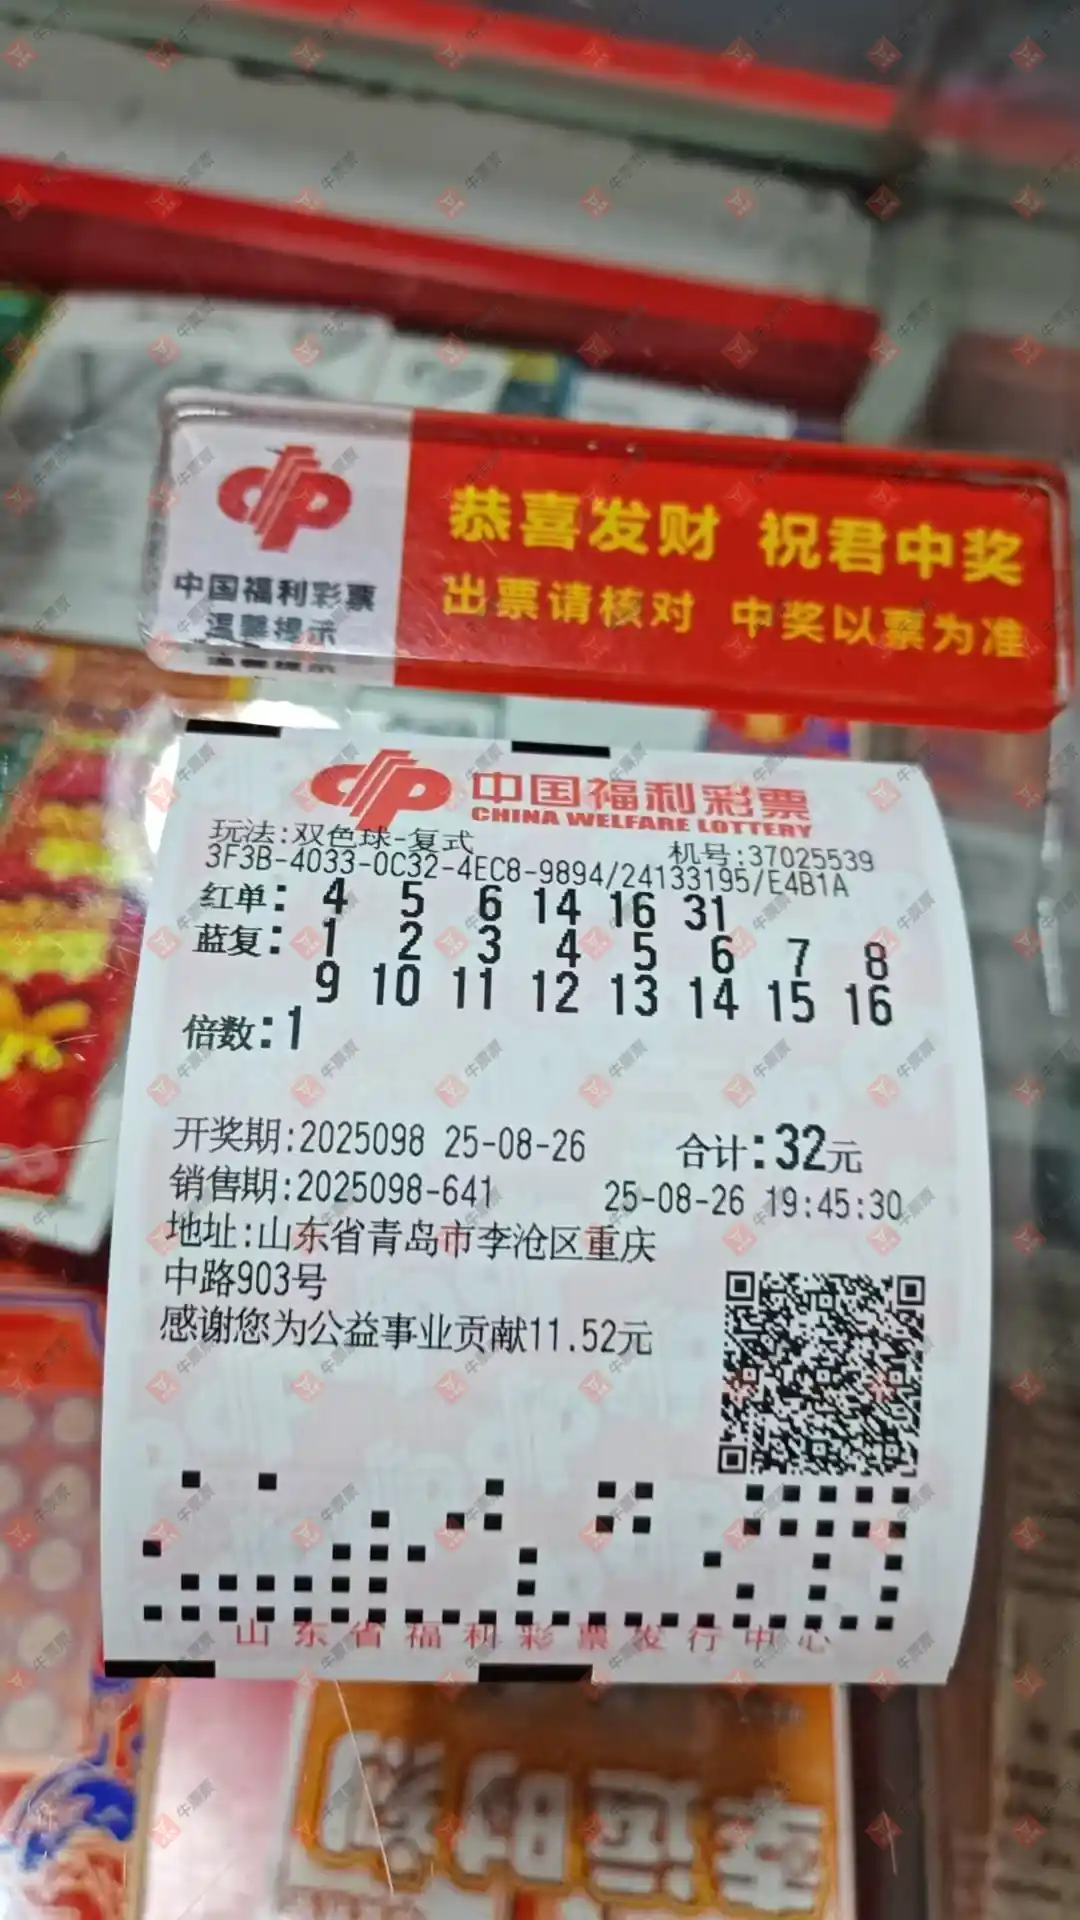 恭喜发财 祝君中奖
出票请核对 中奖以票为准
中国福利彩票
温馨提示
中国福利彩票
CHINA WELFARE LOTTERY
玩法:双色球-复式 机号:37025539
3F3B-4033-0C32-4EC8-9894/24133195/E4B1A
红单: 4 5 6 14 16 31
蓝复: 1 2 3 4 5 6 7 8
9 10 11 12 13 14 15 16
倍数:1
开奖期:2025098 25-08-26 合计:32元
销售期:2025098-641 25-08-26 19:45:30
地址:山东省青岛市李沧区重庆
中路903号
感谢您为公益事业贡献11.52元
山东省福利彩票发行中心
幸运时刻
牛票票